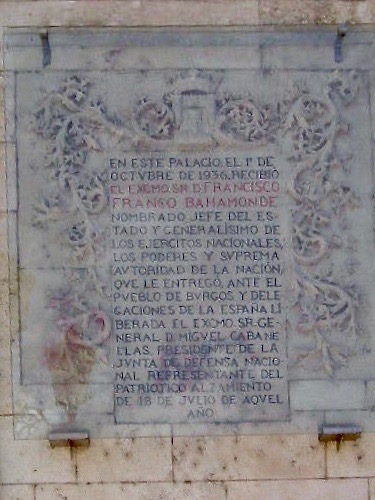 EN ESTE PALACIO, EL 1º DE
OCTVBRE DE 1936, RECIBIÓ
EL EXCMO. SR. D. FRANCISCO
FRANCO BAHAMONDE
NOMBRADO JEFE DEL ES-
TADO Y GENERALÍSIMO DE
LOS EJERCITOS NACIONALES,
LOS PODERES Y SVPREMA
AVTORIDAD DE LA NACIÓN,
QVE LE ENTREGÓ, ANTE EL
PVEBLO DE BVRGOS Y DELE-
GACIONES DE LA ESPAÑA LI-
BERADA EL EXCMO. SR. GE-
NERAL D. MIGVEL CABANE-
LLAS, PRESIDENTE DE LA
JVNTA DE DEFENSA NACIO-
NAL REPRESENTANTE DEL
PATRIOTICO ALZAMIENTO
DE 18 DE JVLIO DE AQVEL
AÑO